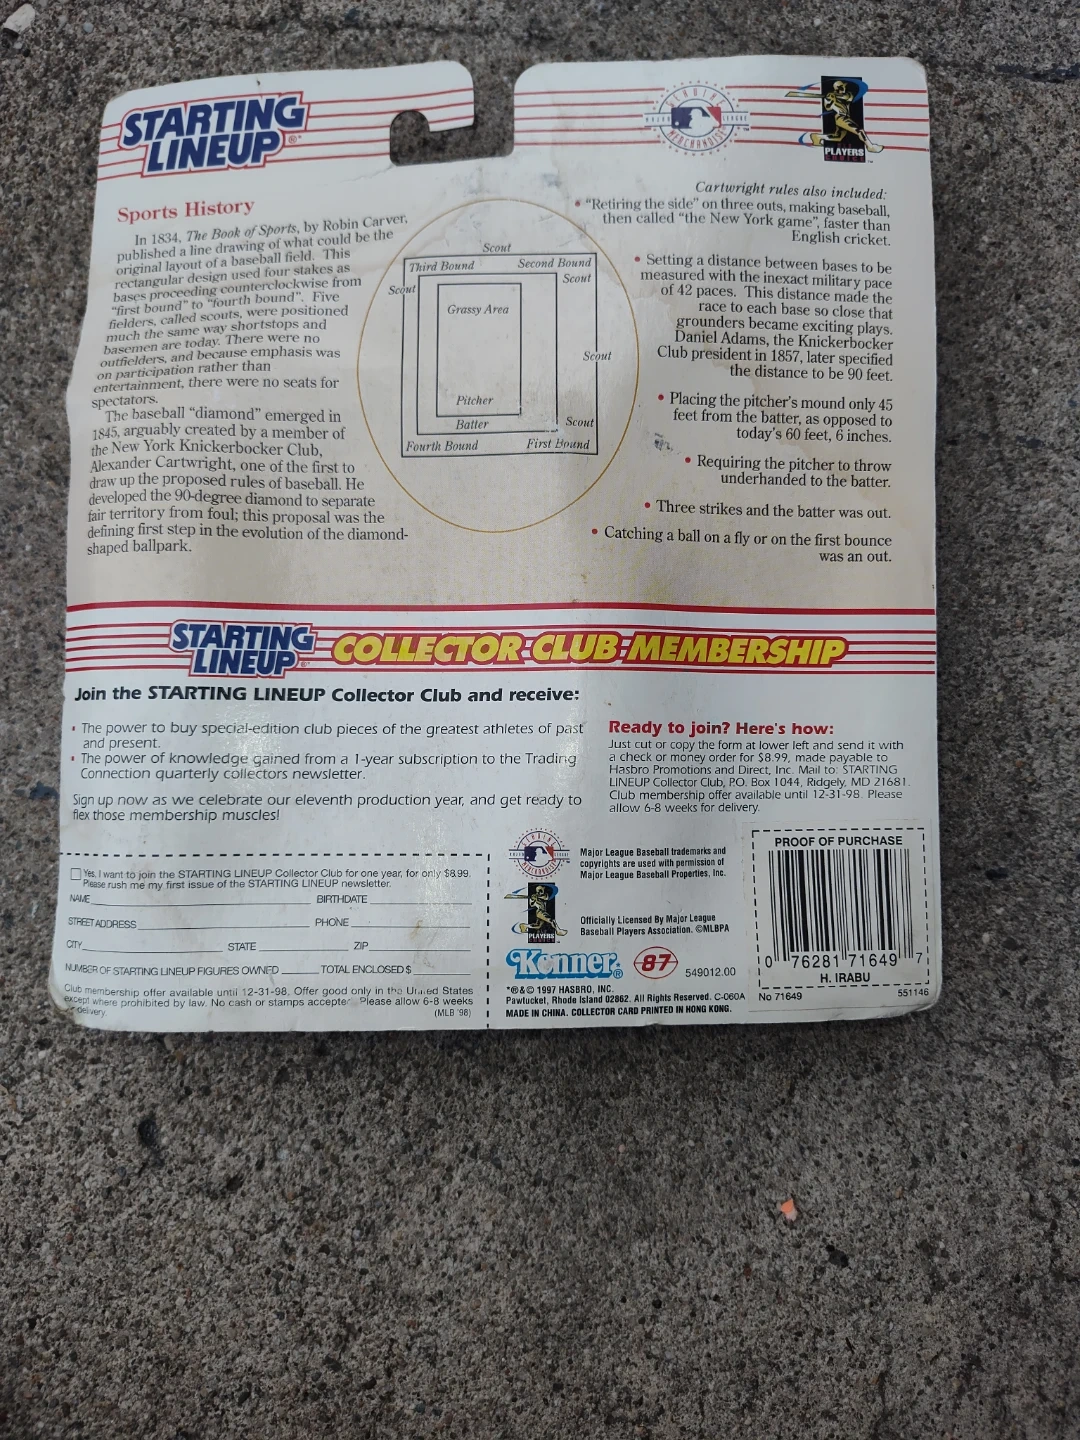 STARTING
LINEUP®
GENUINE
MAJOR LEAGUE
MERCHANDISE
PLAYERS
CHOICE
Sports History
In 1834, The Book of Sports, by Robin Carver,
published a line drawing of what could be the
original layout of a baseball field. This
rectangular design used four stakes as
bases proceeding counterclockwise from
"first bound" to "fourth bound". Five
fielders, called scouts, were positioned
much the same way shortstops and
basemen are today. There were no
outfielders, and because emphasis was
on participation rather than
entertainment, there were no seats for
spectators.
The baseball "diamond" emerged in
1845, arguably created by a member of
the New York Knickerbocker Club,
Alexander Cartwright, one of the first to
draw up the proposed rules of baseball. He
developed the 90-degree diamond to separate
fair territory from foul; this proposal was the
defining first step in the evolution of the diamond-
shaped ballpark.
Scout
Third Bound
Second Bound
Scout
Scout
Grassy Area
Scout
Pitcher
Batter
Scout
Fourth Bound
First Bound
Cartwright rules also included:
• "Retiring the side" on three outs, making baseball,
then called "the New York game", faster than
English cricket.
• Setting a distance between bases to be
measured with the inexact military pace
of 42 paces. This distance made the
race to each base so close that
grounders became exciting plays.
Daniel Adams, the Knickerbocker
Club president in 1857, later specified
the distance to be 90 feet.
• Placing the pitcher's mound only 45
feet from the batter, as opposed to
today's 60 feet, 6 inches.
• Requiring the pitcher to throw
underhanded to the batter.
• Three strikes and the batter was out.
• Catching a ball on a fly or on the first bounce
was an out.
STARTING
LINEUP®
COLLECTOR CLUB MEMBERSHIP
Join the STARTING LINEUP Collector Club and receive:
• The power to buy special-edition club pieces of the greatest athletes of past
and present.
• The power of knowledge gained from a 1-year subscription to the Trading
Connection quarterly collectors newsletter.
Sign up now as we celebrate our eleventh production year, and get ready to
flex those membership muscles!
Ready to join? Here's how:
Just cut or copy the form at lower left and send it with
a check or money order for $8.99, made payable to
Hasbro Promotions and Direct, Inc. Mail to: STARTING
LINEUP Collector Club, P.O. Box 1044, Ridgely, MD 21681.
Club membership offer available until 12-31-98. Please
allow 6-8 weeks for delivery.
Yes, I want to join the STARTING LINEUP Collector Club for one year, for only $8.99.
Please rush me my first issue of the STARTING LINEUP newsletter.
NAME BIRTHDATE
STREET ADDRESS PHONE
CITY STATE ZIP
NUMBER OF STARTING LINEUP FIGURES OWNED TOTAL ENCLOSED $
Club membership offer available until 12-31-98. Offer good only in the United States
except where prohibited by law. No cash or stamps accepte Please allow 6-8 weeks
delivery. (MLB '98)
GENUINE
MAJOR LEAGUE
MERCHANDISE
Major League Baseball trademarks and
copyrights are used with permission of
Major League Baseball Properties, Inc.
PLAYERS
CHOICE
Officially Licensed By Major League
Baseball Players Association. ©MLBPA
Kenner® 87 549012.00
*®&© 1997 HASBRO, INC.
Pawtucket, Rhode Island 02862. All Rights Reserved. C-060A
MADE IN CHINA. COLLECTOR CARD PRINTED IN HONG KONG.
PROOF OF PURCHASE
0 76281 71649 7
H. IRABU
No 71649 551146